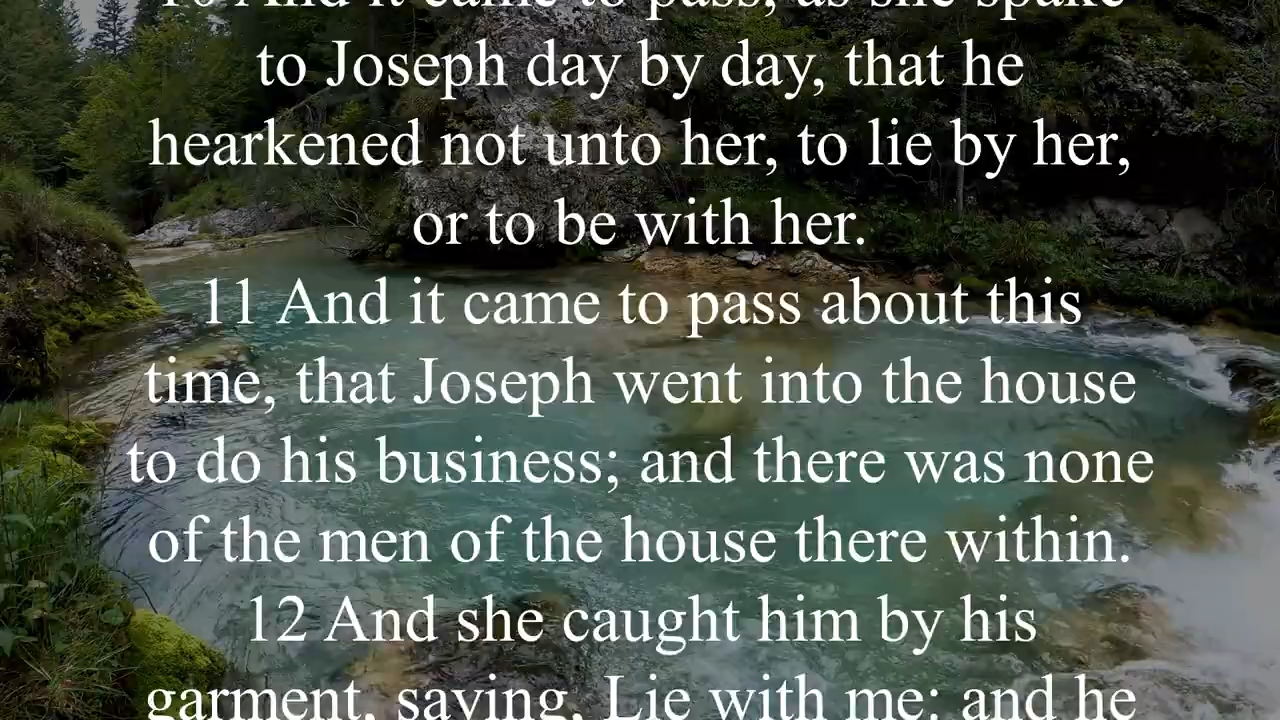 10 And it came to pass, as she spake
to Joseph day by day, that he
hearkened not unto her, to lie by her,
or to be with her.
11 And it came to pass about this
time, that Joseph went into the house
to do his business; and there was none
of the men of the house there within.
12 And she caught him by his
garment, saying, Lie with me: and he